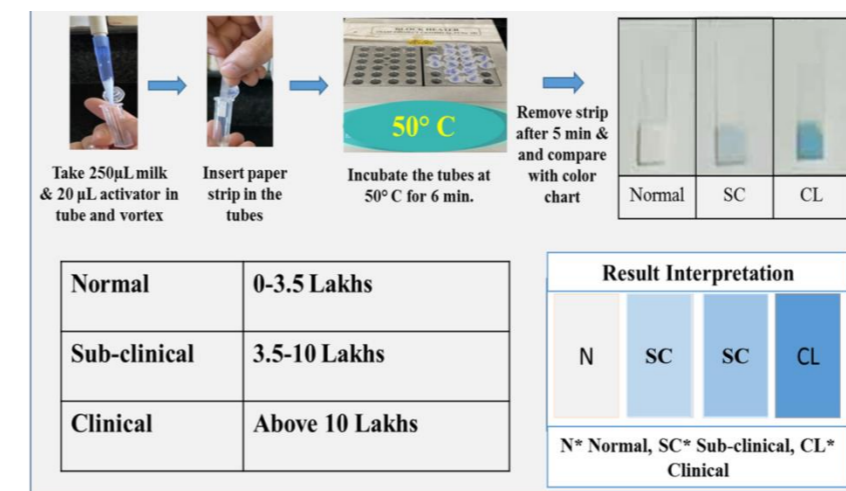 Take 250µL milk
& 20 µL activator in
tube and vortex
Insert paper
strip in the
tubes
50° C
Incubate the tubes at
50° C for 6 min.
Remove strip
after 5 min &
and compare
with color
chart
Normal SC CL
Normal 0-3.5 Lakhs
Sub-clinical 3.5-10 Lakhs
Clinical Above 10 Lakhs
Result Interpretation
N SC SC CL
N* Normal, SC* Sub-clinical, CL*
Clinical